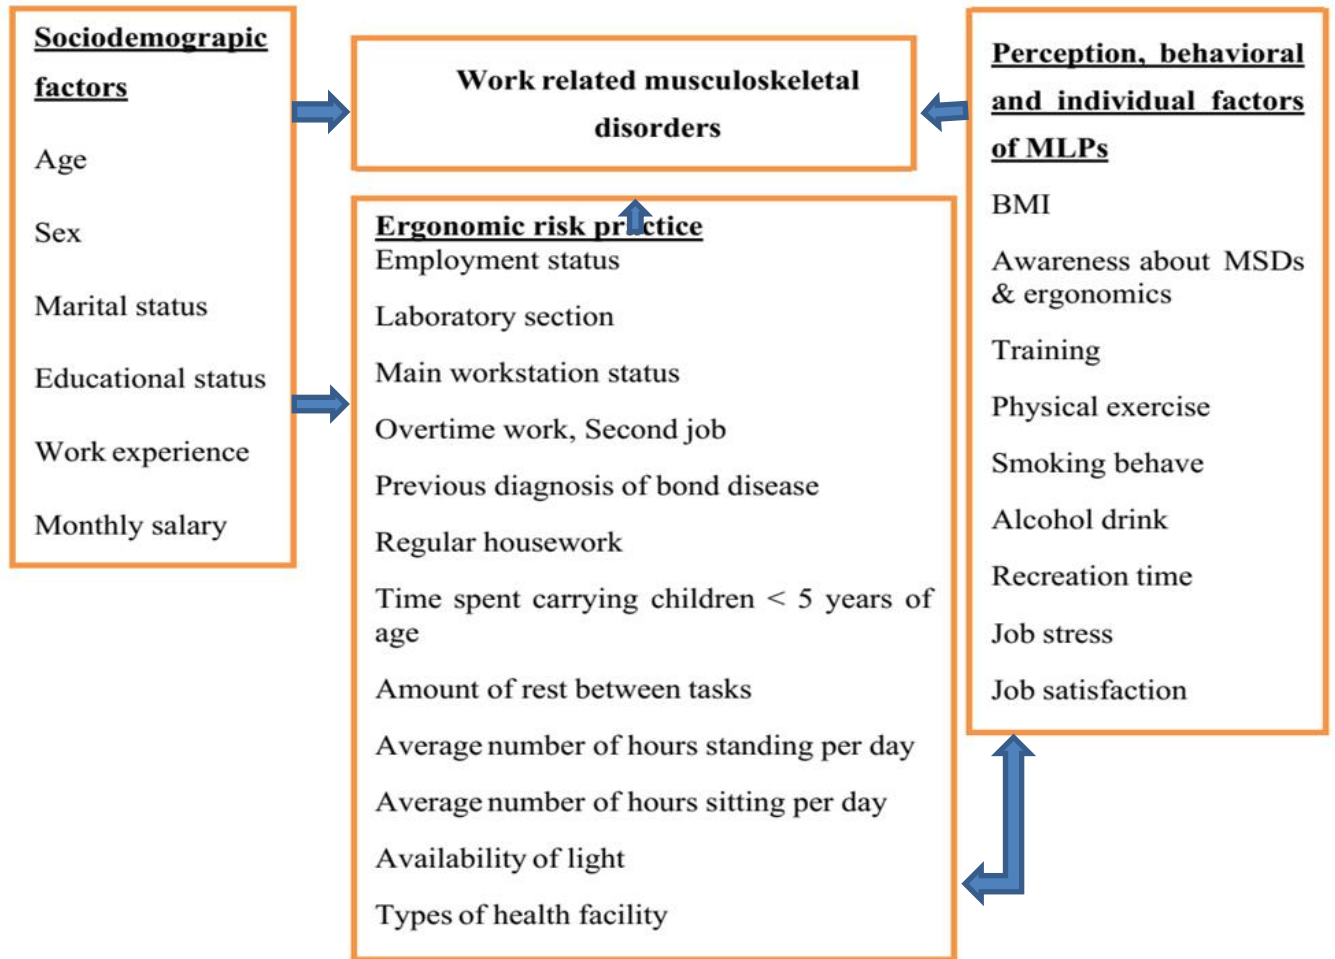 Sociodemograpic
factors
Age
Sex
Marital status
Educational status
Work experience
Monthly salary
Work related musculoskeletal
disorders
Ergonomic risk practice
Employment status
Laboratory section
Main workstation status
Overtime work, Second job
Previous diagnosis of bond disease
Regular housework
Time spent carrying children < 5 years of
age
Amount of rest between tasks
Average number of hours standing per day
Average number of hours sitting per day
Availability of light
Types of health facility
Perception, behavioral
and individual factors
of MLPs
BMI
Awareness about MSDs
& ergonomics
Training
Physical exercise
Smoking behave
Alcohol drink
Recreation time
Job stress
Job satisfaction